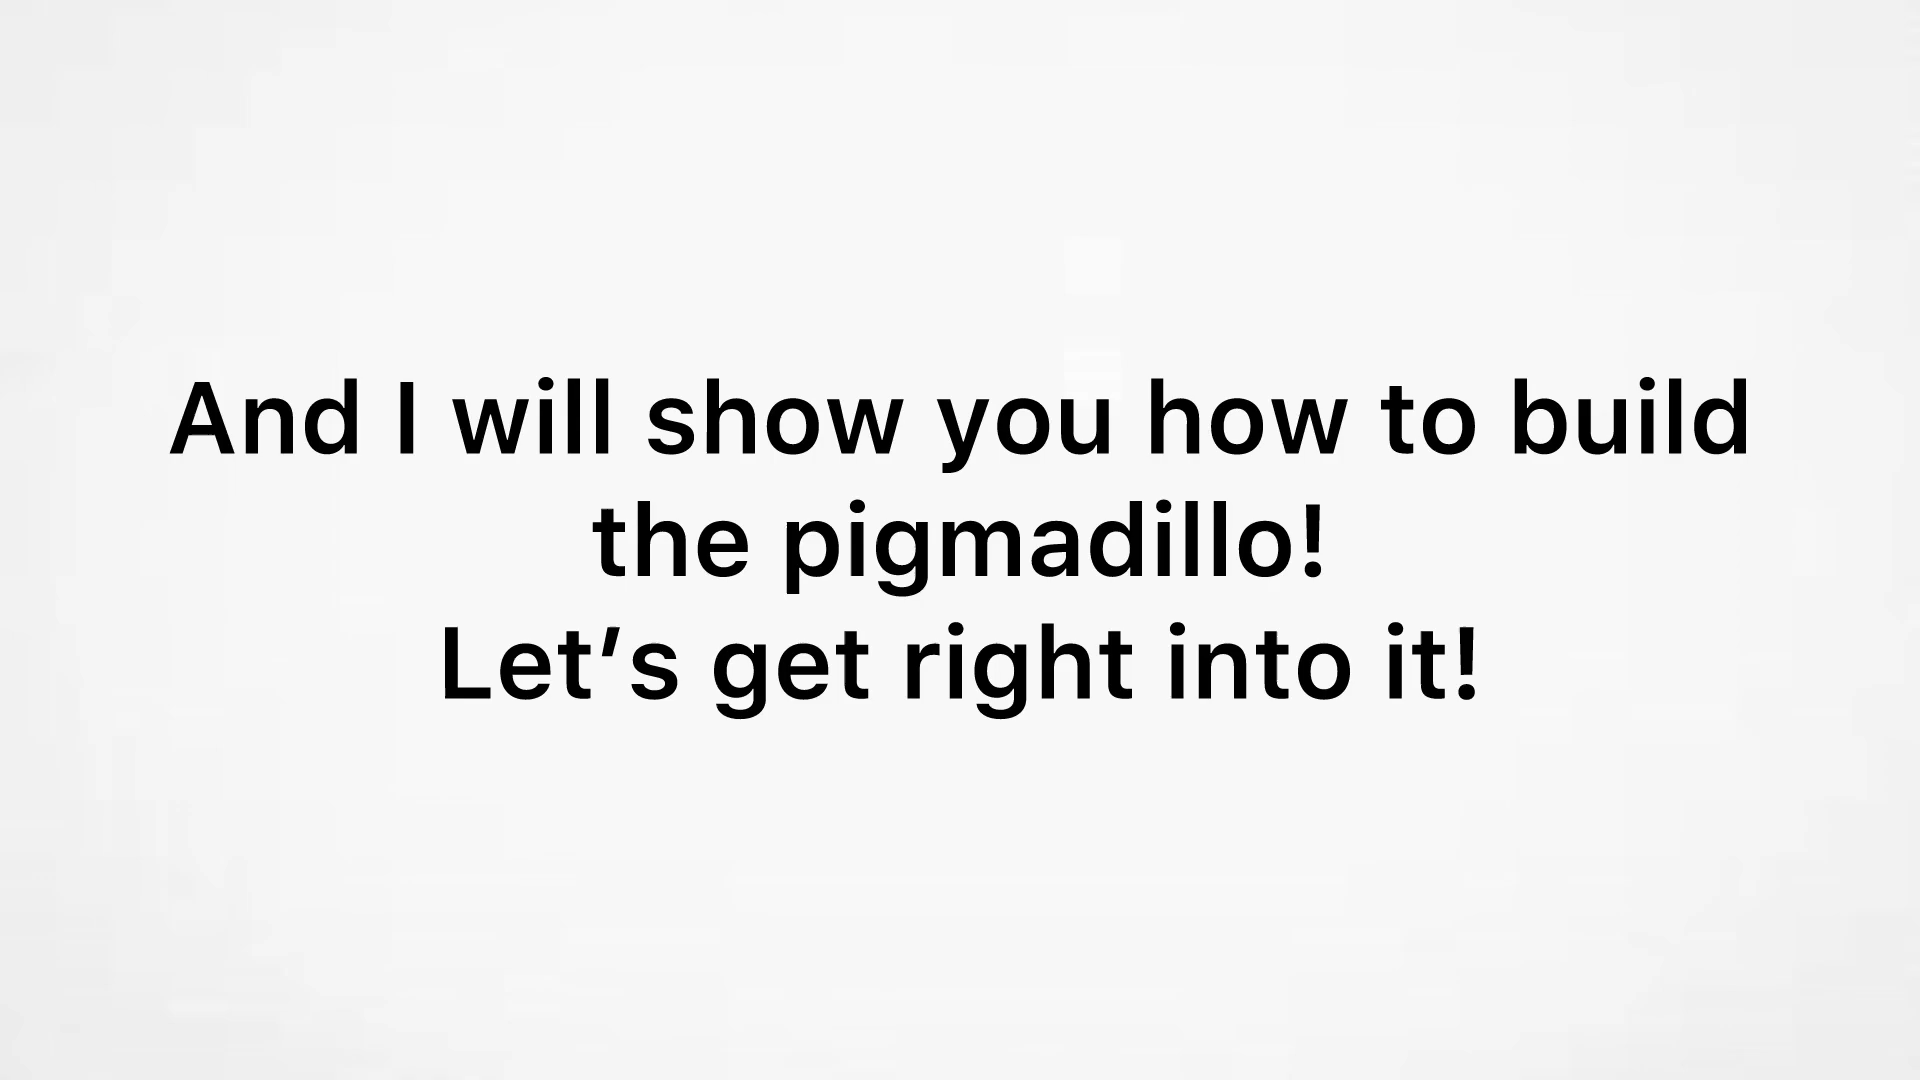 And I will show you how to build
the pigmadillo!
Let’s get right into it!